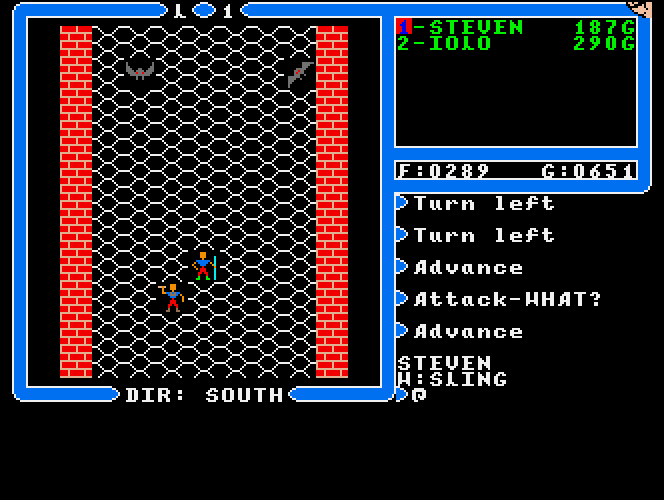 L 1
1-STEVEN 187G
2-IOLO 290G
F:0289 G:0651
Turn left
Turn left
Advance
Attack-WHAT?
Advance
STEVEN
W:SLING
DIR: SOUTH